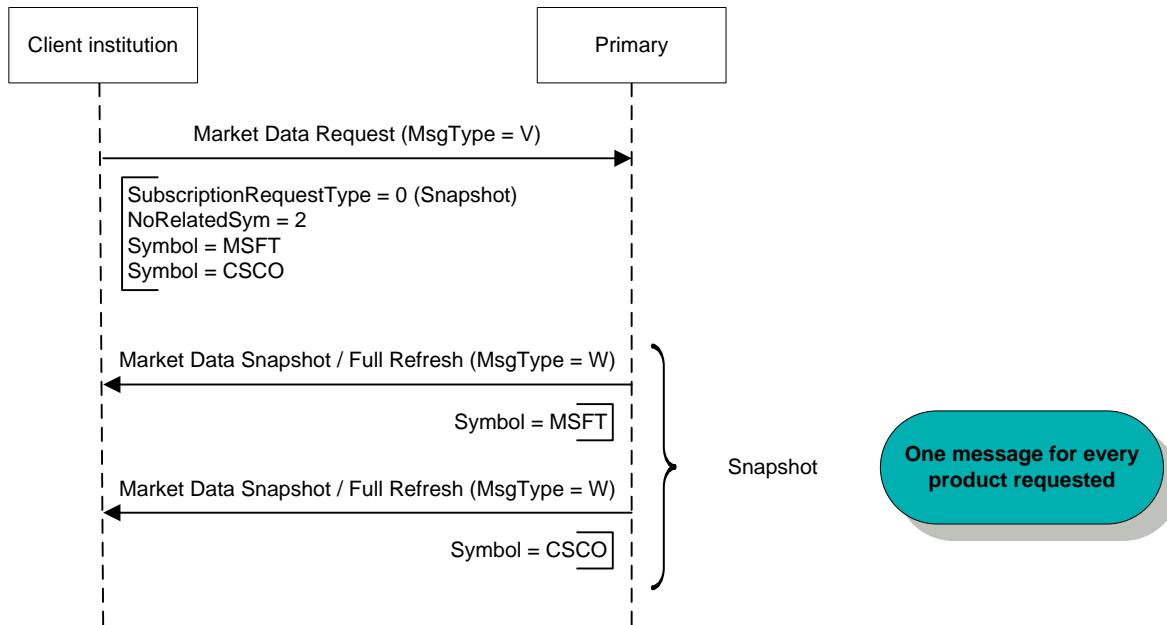 Client institution
Primary
Market Data Request (MsgType = V)
SubscriptionRequestType = 0 (Snapshot)
NoRelatedSym = 2
Symbol = MSFT
Symbol = CSCO
Market Data Snapshot / Full Refresh (MsgType = W)
Symbol = MSFT
Snapshot
One message for every
product requested
Market Data Snapshot / Full Refresh (MsgType = W)
Symbol = CSCO